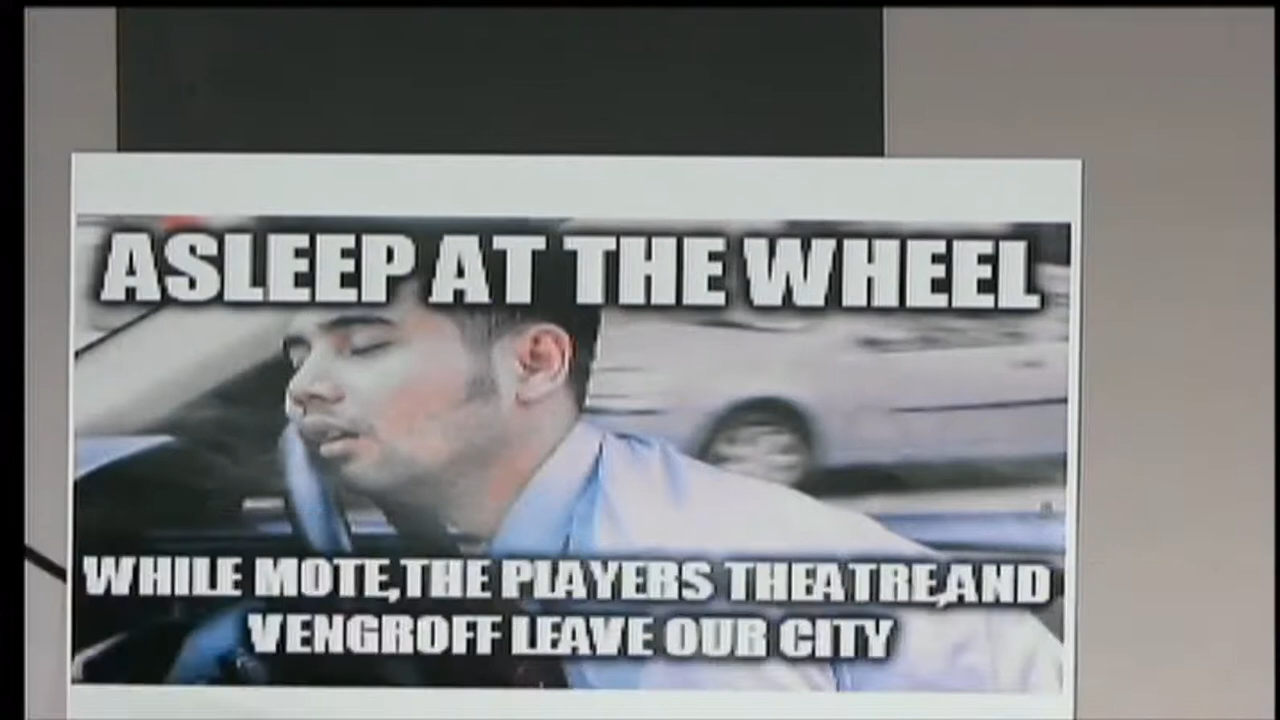 ASLEEP AT THE WHEEL
WHILE MOTE,THE PLAYERS THEATRE,AND
VENGROFF LEAVE OUR CITY